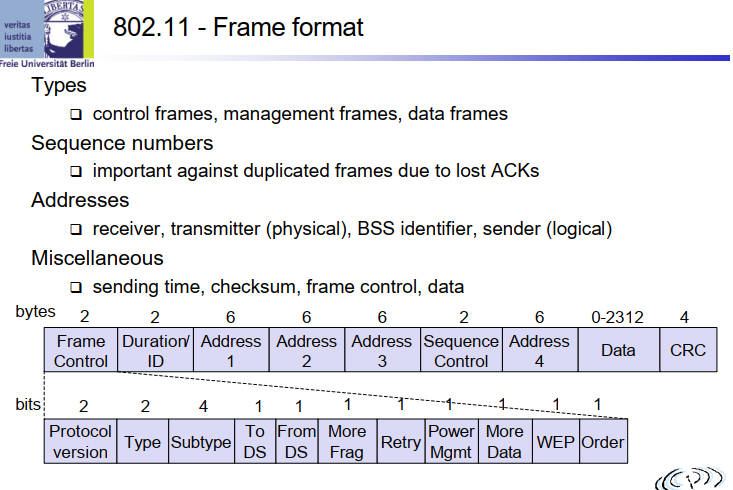 veritas
iustitia
libertas
LIBERTAS
Freie Universität Berlin
802.11 - Frame format
Types
control frames, management frames, data frames
Sequence numbers
important against duplicated frames due to lost ACKs
Addresses
receiver, transmitter (physical), BSS identifier, sender (logical)
Miscellaneous
sending time, checksum, frame control, data
bytes 2 2 6 6 6 2 6 0-2312 4
Frame Duration/ Address Address Address Sequence Address Data CRC
Control ID 1 2 3 Control 4
bits 2 2 4 1 1 1 1 1 1 1 1
Protocol Type Subtype To From More Retry Power More WEP Order
version DS DS Frag Mgmt Data